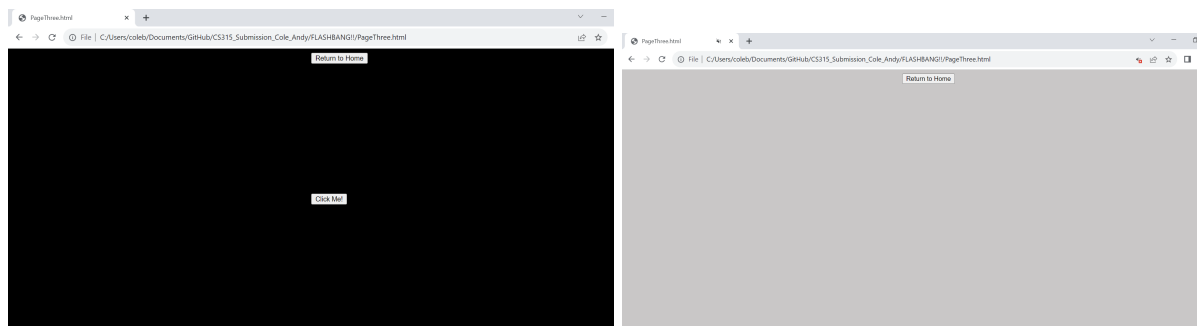 PageThree.html
File | C:/Users/coleb/Documents/GitHub/CS315_Submission_Cole_Andy/FLASHBANG!!/PageThree.html
Return to Home
Click Me!
PageThree.html
File | C:/Users/coleb/Documents/GitHub/CS315_Submission_Cole_Andy/FLASHBANG!!/PageThree.html
Return to Home